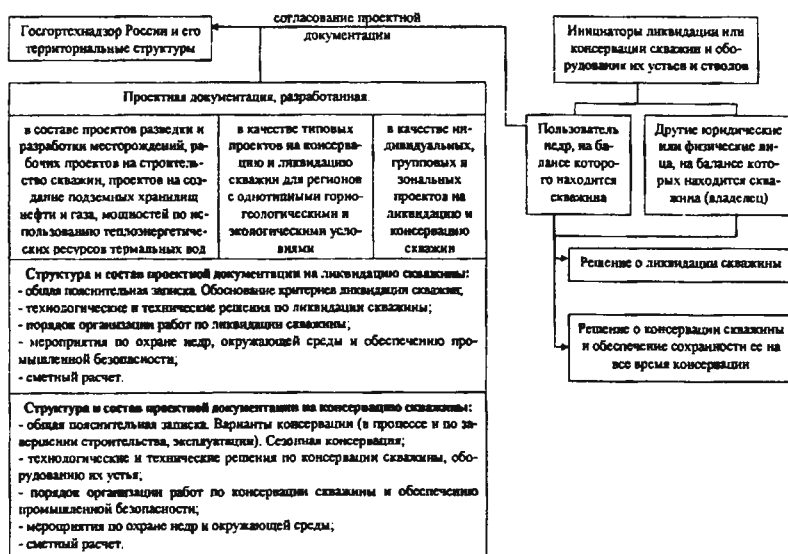 Госгортехнадзор России и его
территориальные структуры
согласование проектной
документации
Инициаторы ликвидации или
консервации скважин и обо-
рудования их устьев и стволов
Проектная документация, разработанная
в составе проектов разведки и
разработки месторождений, ра-
бочих проектов на строитель-
ство скважин, проектов на соз-
дание подземных хранилищ
нефти и газа, мощностей по ис-
пользованию теплоэнергети-
ческих ресурсов термальных вод
в качестве типовых
проектов на консерва-
цию и ликвидацию
скважин для регионов
с однотипными горно-
геологическими и
экологическими усло-
виями
в качестве ин-
дивидуальных,
групповых и
зональных
проектов на
ликвидацию и
консервацию
скважин
Пользователь
недр, на ба-
лансе которо-
го находится
скважина
Другие юридические
или физические ли-
ца, на балансе кото-
рых находится сква-
жина (владелец)
Решение о ликвидации скважины
Решение о консервации скважины
и обеспечение сохранности ее на
все время консервации
Структура и состав проектной документации на ликвидацию скважины:
- общая пояснительная записка. Обоснование критериев ликвидации скважин;
- технологические и технические решения по ликвидации скважины;
- порядок организации работ по ликвидации скважины;
- мероприятия по охране недр, окружающей среды и обеспечению про-
мышленной безопасности;
- сметный расчет.
Структура и состав проектной документации на консервацию скважины:
- общая пояснительная записка. Варианты консервации (в процессе и по за-
вершении строительства, эксплуатации). Сезонная консервация;
- технологические и технические решения по консервации скважины, обо-
рудованию их устья;
- порядок организации работ по консервации скважины и обеспечению
промышленной безопасности;
- мероприятия по охране недр и окружающей среды;
- сметный расчет.